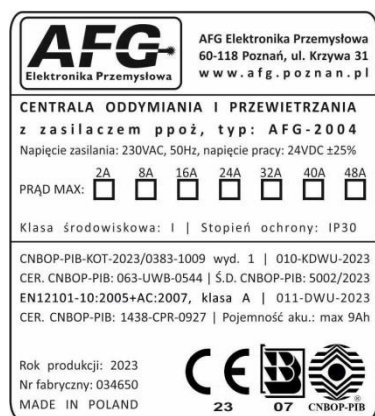 AFG
Elektronika Przemysłowa
AFG Elektronika Przemysłowa
60-118 Poznań, ul. Krzywa 31
www.afg.poznan.pl
CENTRALA ODDYMIANIA I PRZEWIETRZANIA
z zasilaczem ppoż, typ: AFG-2004
Napięcie zasilania: 230VAC, 50Hz, napięcie pracy: 24VDC ±25%
2A 8A 16A 24A 32A 40A 48A
PRĄD MAX:
Klasa środowiskowa: I | Stopień ochrony: IP30
CNBOP-PIB-KOT-2023/0383-1009 wyd. 1 | 010-KDWU-2023
CER. CNBOP-PIB: 063-UWB-0544 | Ś.D. CNBOP-PIB: 5002/2023
EN12101-10:2005+AC:2007, klasa A | 011-DWU-2023
CER. CNBOP-PIB: 1438-CPR-0927 | Pojemność aku.: max 9Ah
Rok produkcji: 2023
Nr fabryczny: 034650
MADE IN POLAND
CE
23
B
07
CNBOP-PIB
®